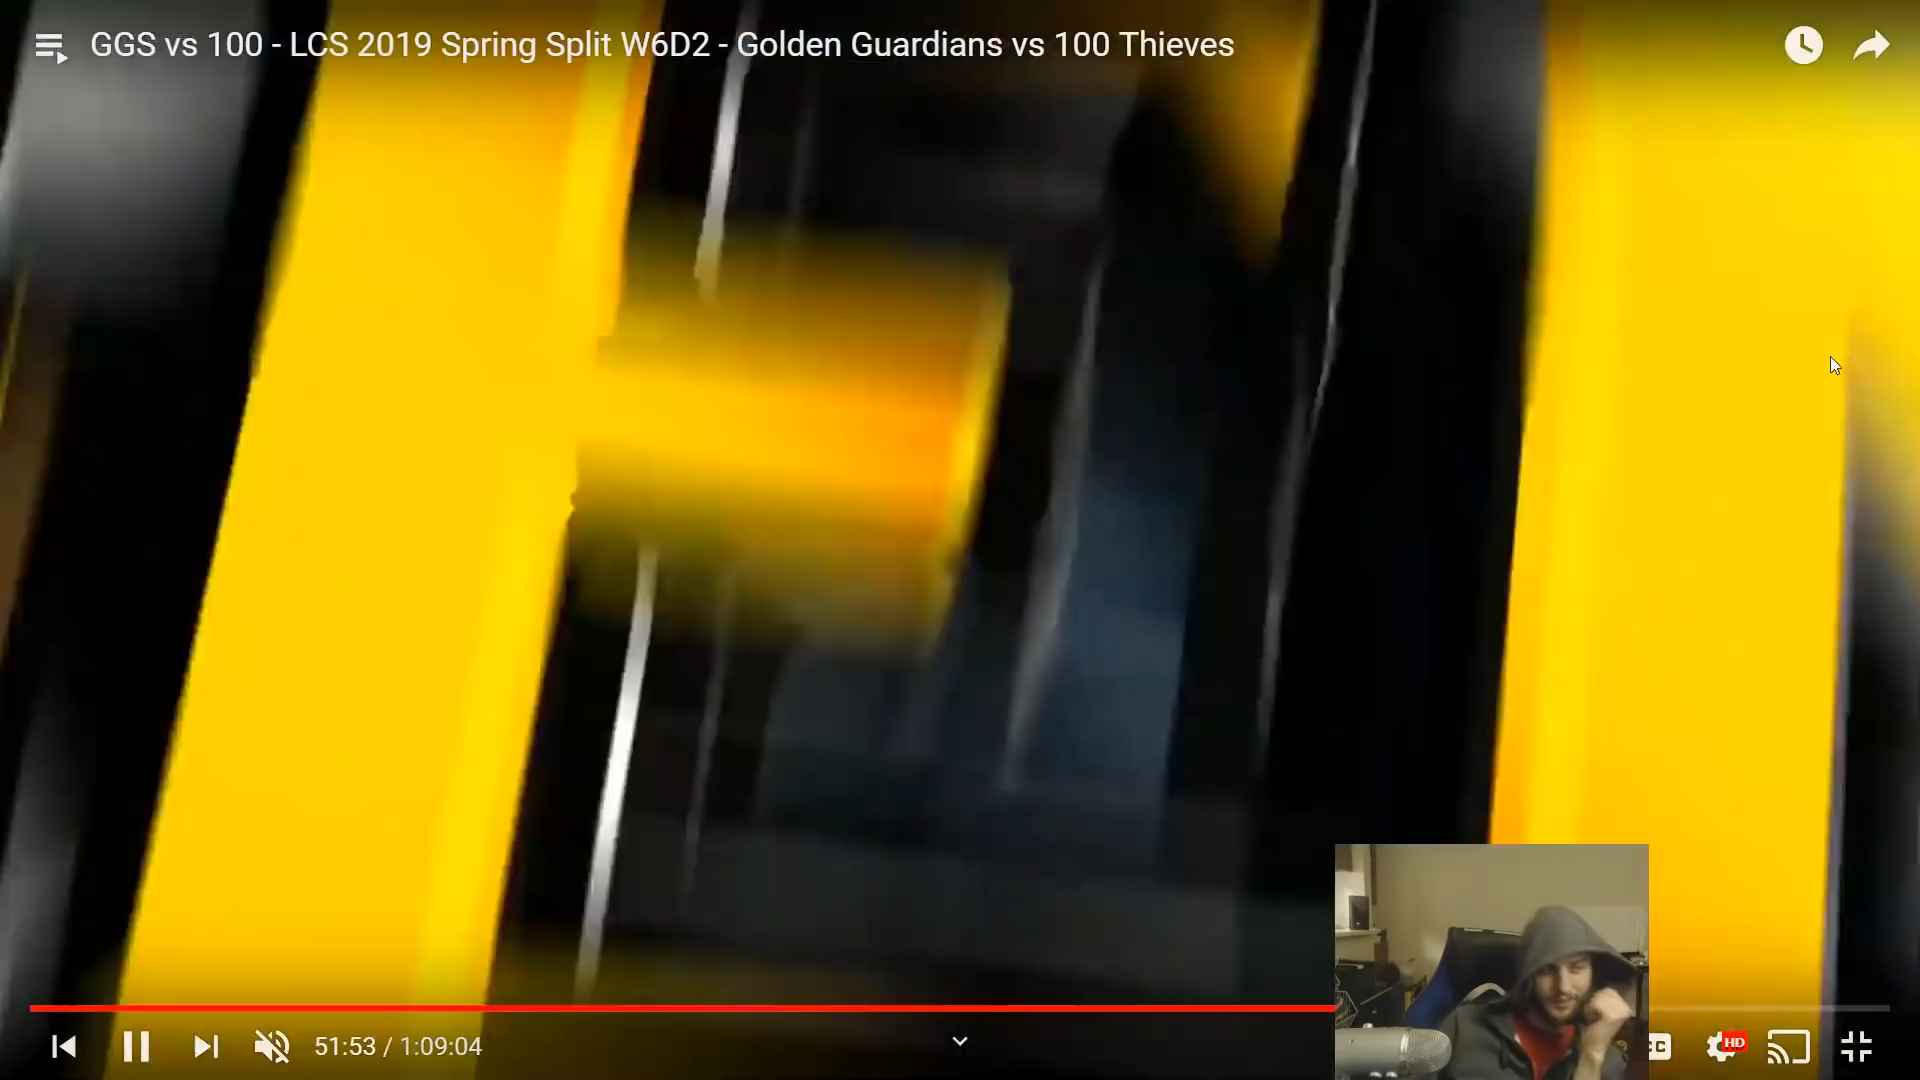 GGS vs 100 - LCS 2019 Spring Split W6D2 - Golden Guardians vs 100 Thieves
51:53 / 1:09:04
CC
HD